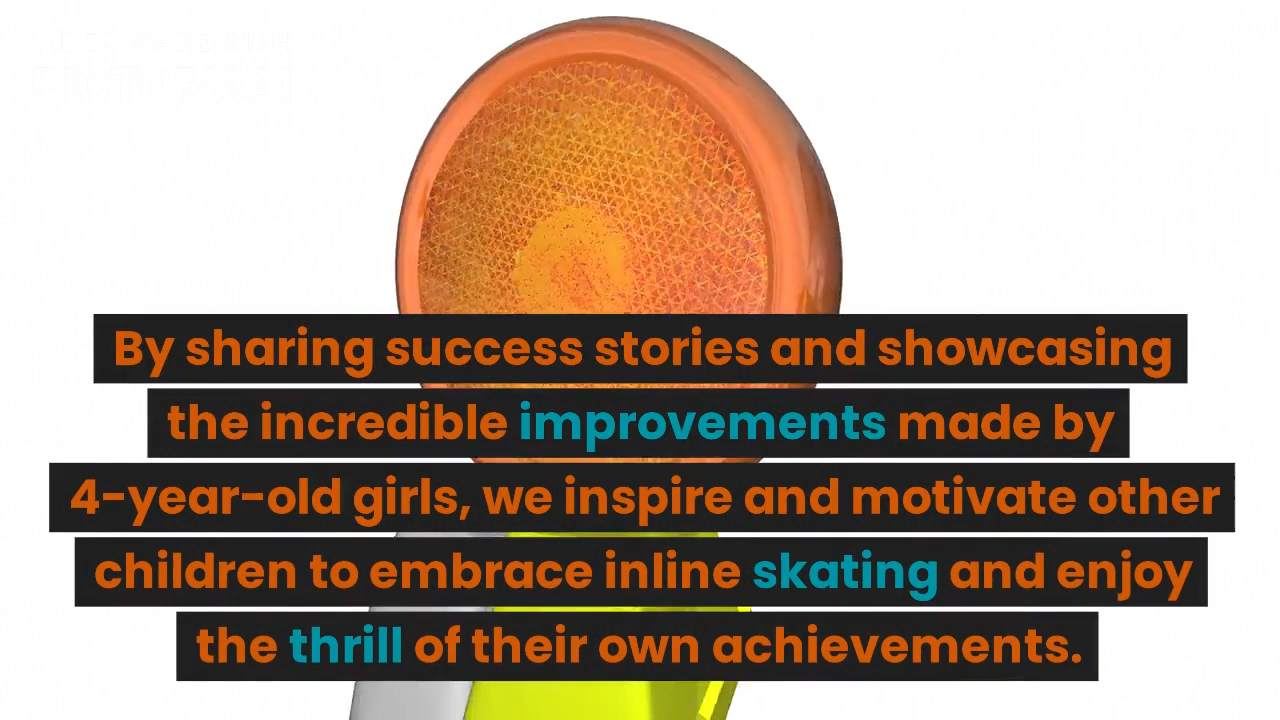 By sharing success stories and showcasing
the incredible improvements made by
4-year-old girls, we inspire and motivate other
children to embrace inline skating and enjoy
the thrill of their own achievements.